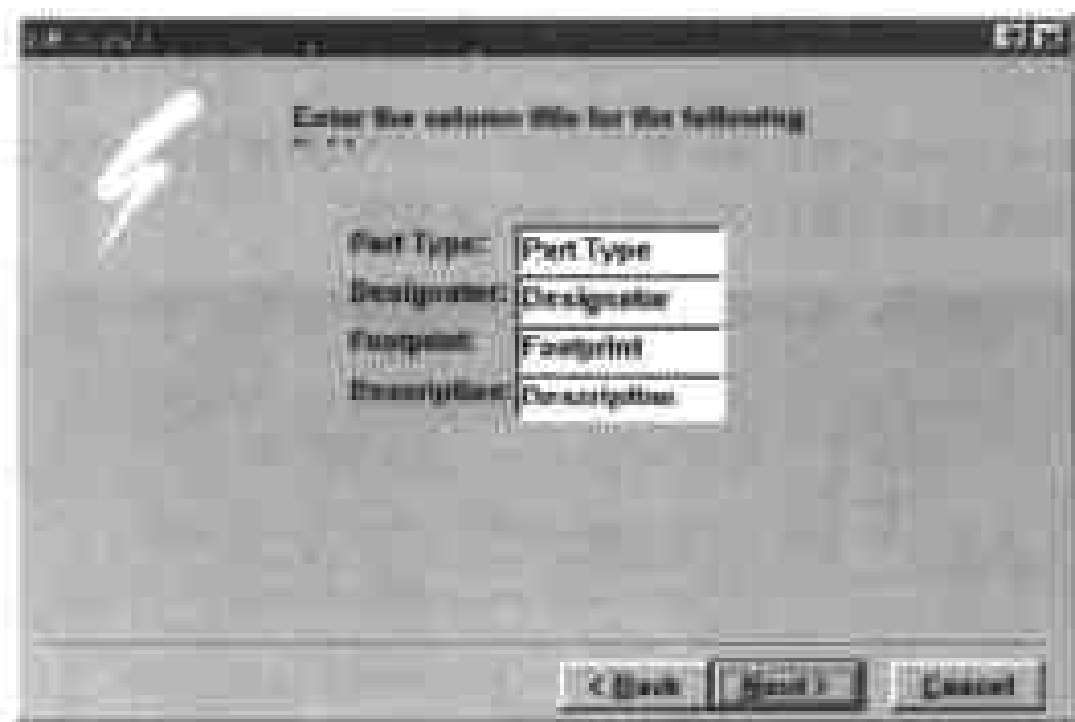 Enter the column title for the following
Part Type: Part Type
Designator: Designator
Footprint: Footprint
Description: Description
< Back Next > Cancel